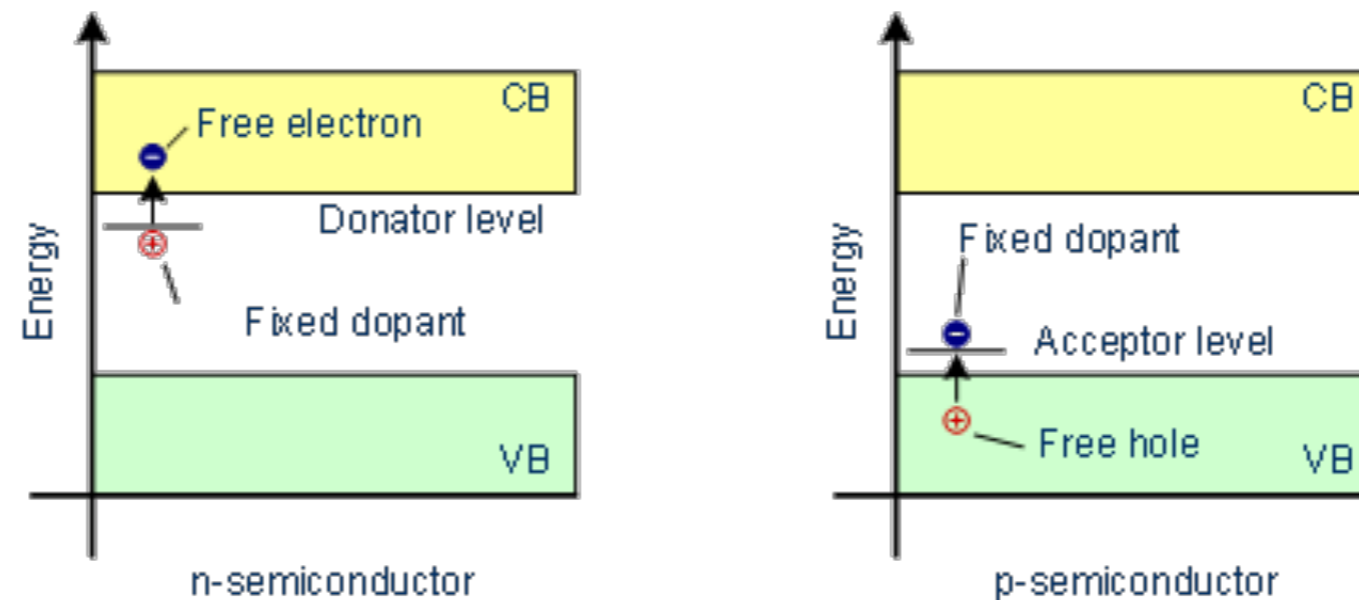 CB
Free electron
Donator level
Energy
Fixed dopant
VB
n-semiconductor
CB
Fixed dopant
Energy
Acceptor level
Free hole
VB
p-semiconductor